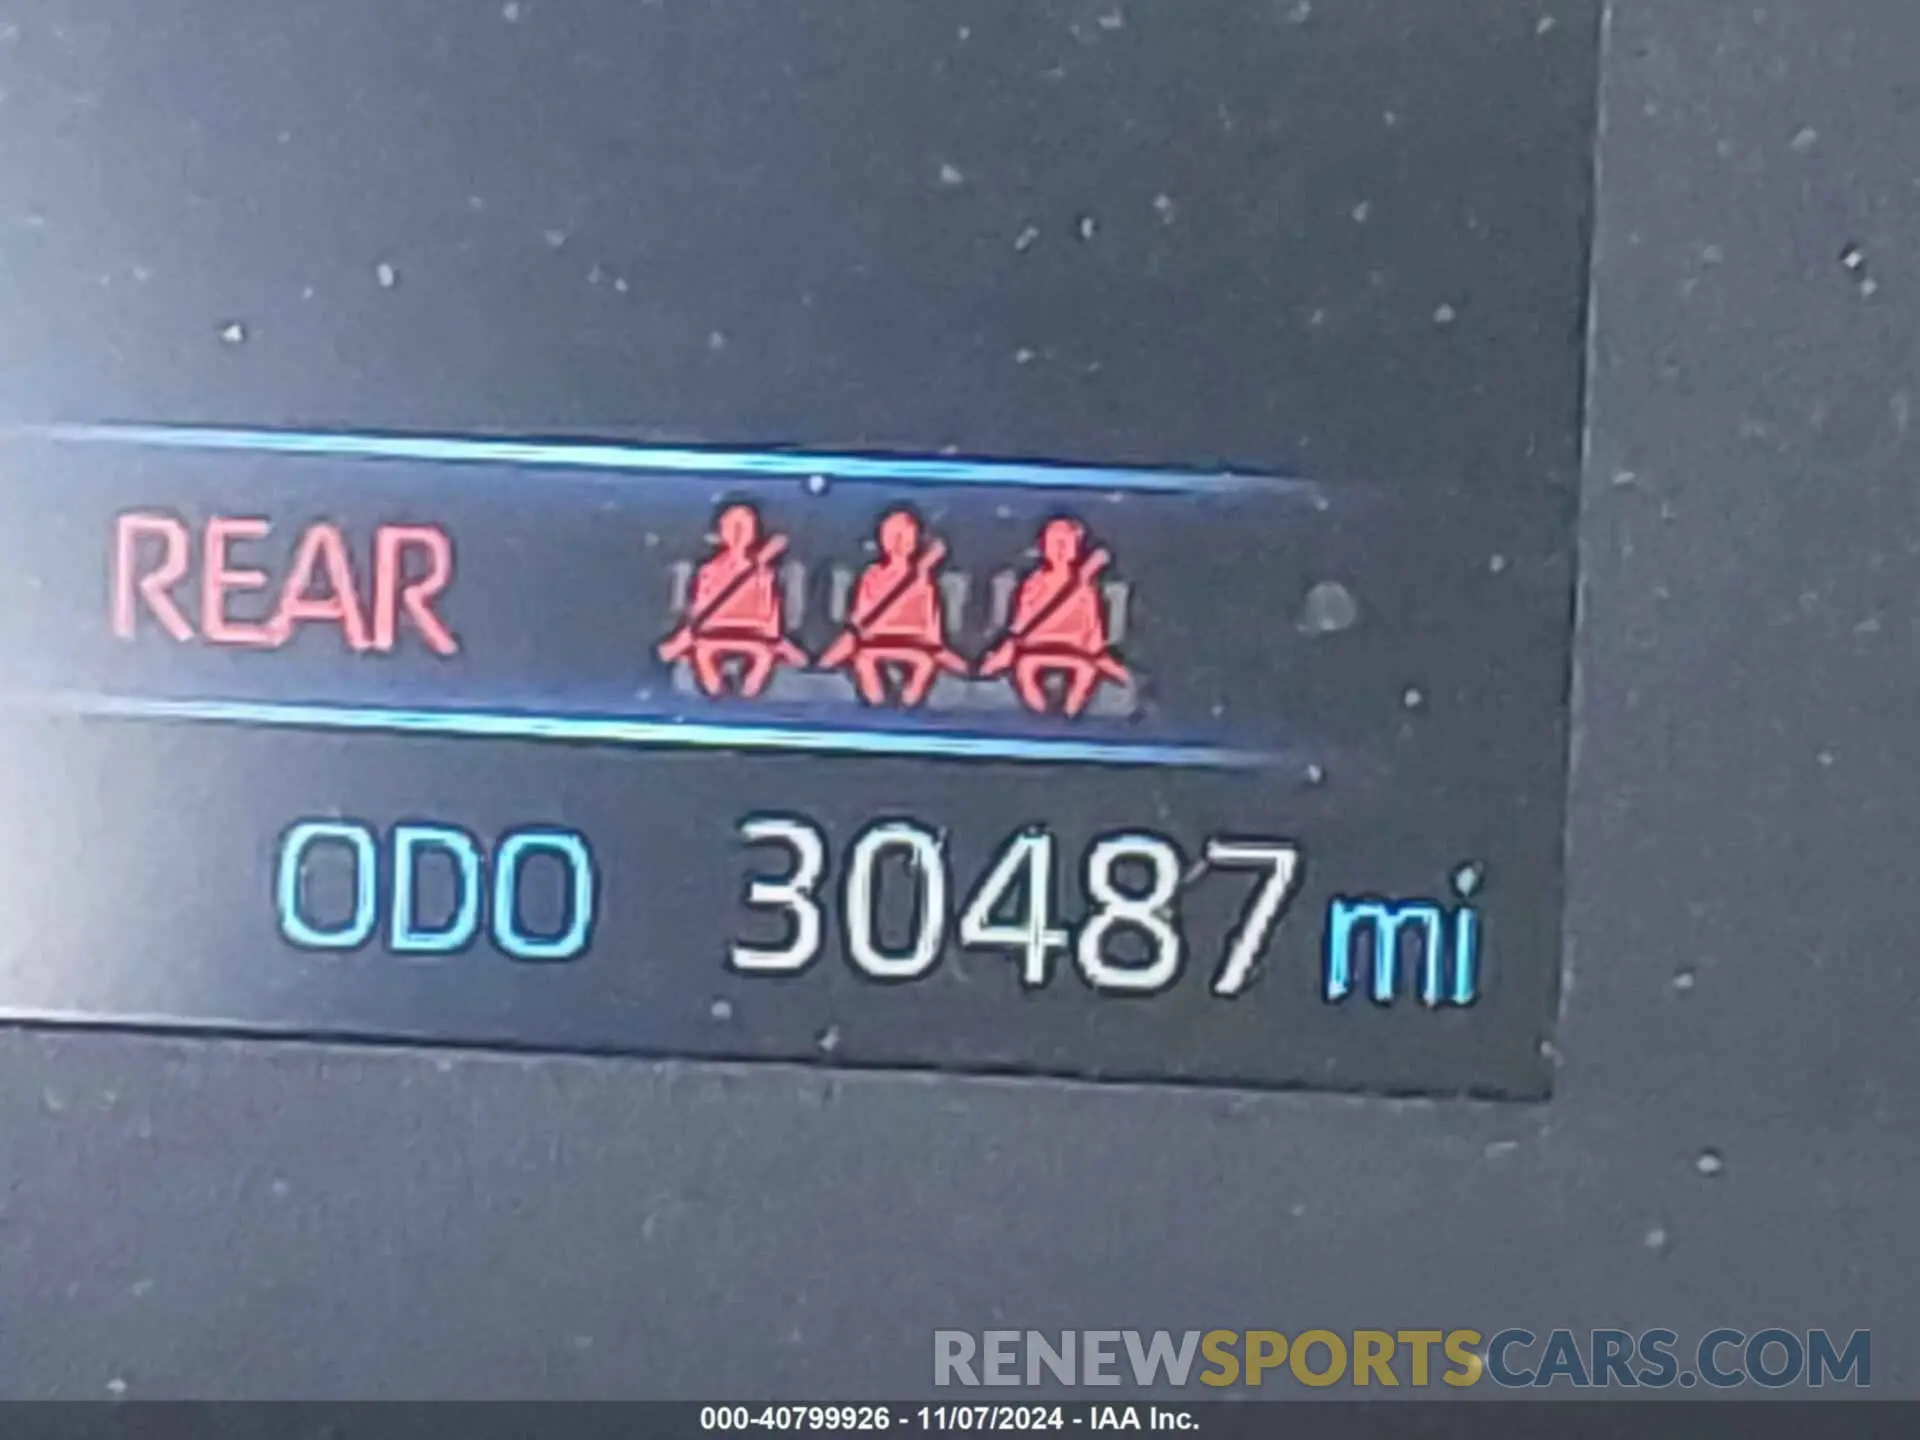 REAR
ODO 30487 mi
RENEWSPORTSCARS.COM
000-40799926 - 11/07/2024 - IAA Inc.